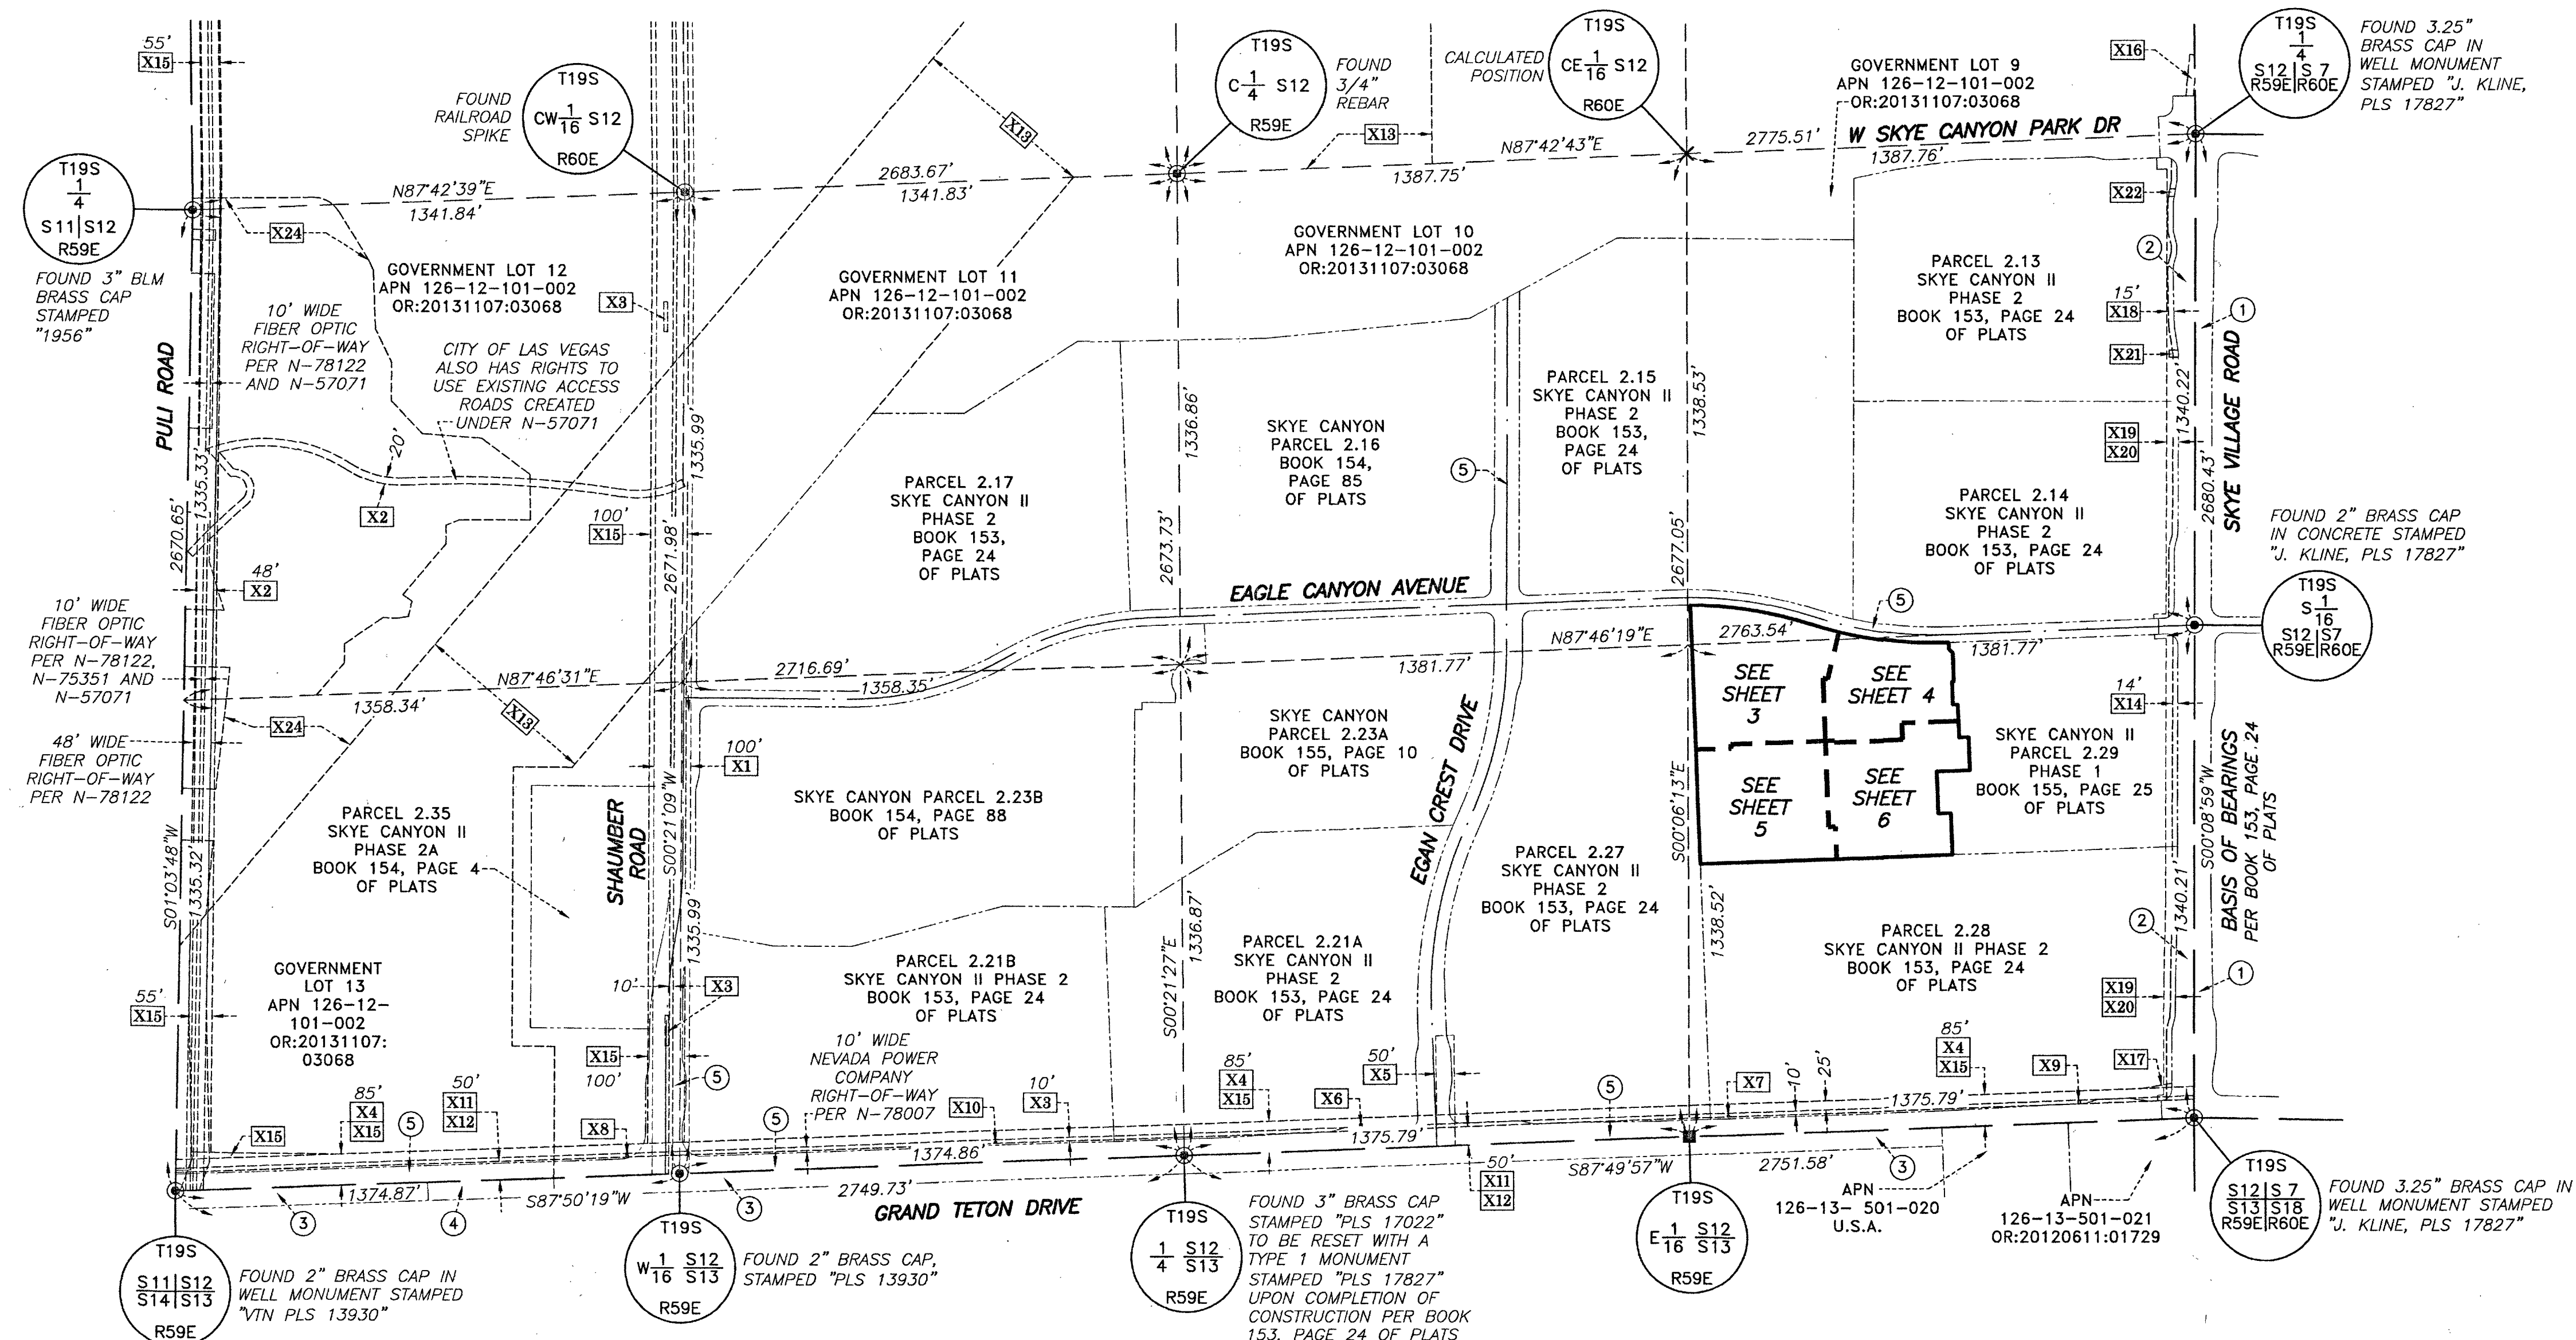 55'
X15
T19S
CW 1/16 S12
R60E
FOUND
RAILROAD
SPIKE
X13
T19S
C 1/4 S12
R59E
FOUND
3/4"
REBAR
X13
CALCULATED
POSITION
T19S
CE 1/16 S12
R60E
GOVERNMENT LOT 9
APN 126-12-101-002
OR:20131107:03068
X16
T19S
1/4
S12|S 7
R59E|R60E
FOUND 3.25"
BRASS CAP IN
WELL MONUMENT
STAMPED "J. KLINE,
PLS 17827"
T19S
1/4
S11|S12
R59E
FOUND 3" BLM
BRASS CAP
STAMPED
"1956"
N87°42'39"E
1341.84'
2683.67'
1341.83'
N87°42'43"E
1387.75'
2775.51'
W SKYE CANYON PARK DR
1387.76'
X24
X22
GOVERNMENT LOT 12
APN 126-12-101-002
OR:20131107:03068
X3
GOVERNMENT LOT 11
APN 126-12-101-002
OR:20131107:03068
GOVERNMENT LOT 10
APN 126-12-101-002
OR:20131107:03068
PARCEL 2.13
SKYE CANYON II
PHASE 2
BOOK 153, PAGE 24
OF PLATS
2
15'
X18
X21
1
1340.22'
SKYE VILLAGE ROAD
2680.43'
X19
X20
PULI ROAD
10' WIDE
FIBER OPTIC
RIGHT-OF-WAY
PER N-78122
AND N-57071
CITY OF LAS VEGAS
ALSO HAS RIGHTS TO
USE EXISTING ACCESS
ROADS CREATED
UNDER N-57071
20'
X2
1335.33'
2670.65'
1335.99'
100'
X15
2671.98'
PARCEL 2.17
SKYE CANYON II
PHASE 2
BOOK 153,
PAGE 24
OF PLATS
1336.86'
2673.73'
SKYE CANYON
PARCEL 2.16
BOOK 154,
PAGE 85
OF PLATS
5
PARCEL 2.15
SKYE CANYON II
PHASE 2
BOOK 153,
PAGE 24
OF PLATS
1338.53'
2677.05'
PARCEL 2.14
SKYE CANYON II
PHASE 2
BOOK 153, PAGE 24
OF PLATS
FOUND 2" BRASS CAP
IN CONCRETE STAMPED
"J. KLINE, PLS 17827"
T19S
S 1/16
S12|S7
R59E|R60E
48'
X2
10' WIDE
FIBER OPTIC
RIGHT-OF-WAY
PER N-78122,
N-75351 AND
N-57071
X24
48' WIDE
FIBER OPTIC
RIGHT-OF-WAY
PER N-78122
EAGLE CANYON AVENUE
5
N87°46'31"E
1358.34'
2716.69'
1358.35'
N87°46'19"E
1381.77'
2763.54'
1381.77'
X13
SEE
SHEET
3
SEE
SHEET 4
SEE
SHEET
5
SEE
SHEET
6
14'
X14
SKYE CANYON II
PARCEL 2.29
PHASE 1
BOOK 155, PAGE 25
OF PLATS
S00°08'59"W
BASIS OF BEARINGS
PER BOOK 153, PAGE 24
OF PLATS
1340.21'
100'
X1
SKYE CANYON
PARCEL 2.23A
BOOK 155, PAGE 10
OF PLATS
SKYE CANYON PARCEL 2.23B
BOOK 154, PAGE 88
OF PLATS
EGAN CREST DRIVE
S00°06'13"E
PARCEL 2.35
SKYE CANYON II
PHASE 2A
BOOK 154, PAGE 4
OF PLATS
SHAUMBER
ROAD
S00°21'09"W
S01°03'48"W
1335.32'
1335.99'
PARCEL 2.27
SKYE CANYON II
PHASE 2
BOOK 153, PAGE 24
OF PLATS
1338.52'
PARCEL 2.28
SKYE CANYON II PHASE 2
BOOK 153, PAGE 24
OF PLATS
2
1
X19
X20
GOVERNMENT
LOT 13
APN 126-12-
101-002
OR:20131107:
03068
55'
X15
10'
X3
PARCEL 2.21B
SKYE CANYON II PHASE 2
BOOK 153, PAGE 24
OF PLATS
S00°21'27"E
1336.87'
PARCEL 2.21A
SKYE CANYON II
PHASE 2
BOOK 153, PAGE 24
OF PLATS
X15
100'
5
10' WIDE
NEVADA POWER
COMPANY
RIGHT-OF-WAY
PER N-78007
X15
85'
X4
X15
5
50'
X11
X12
X8
5
X10
10'
X3
85'
X4
X15
X6
50'
X5
5
X7
10'
25'
85'
X4
X15
X9
X17
1374.87'
S87°50'19"W
2749.73'
1374.86'
GRAND TETON DRIVE
1375.79'
50'
X11
X12
S87°49'57"W
2751.58'
1375.79'
3
4
3
3
APN
126-13- 501-020
U.S.A.
APN
126-13-501-021
OR:20120611:01729
T19S
S11|S12
S14|S13
R59E
FOUND 2" BRASS CAP IN
WELL MONUMENT STAMPED
"VTN PLS 13930"
T19S
W 1/16 S12
S13
R59E
FOUND 2" BRASS CAP,
STAMPED "PLS 13930"
T19S
1/4 S12
S13
R59E
FOUND 3" BRASS CAP
STAMPED "PLS 17022"
TO BE RESET WITH A
TYPE 1 MONUMENT
STAMPED "PLS 17827"
UPON COMPLETION OF
CONSTRUCTION PER BOOK
153, PAGE 24 OF PLATS
T19S
E 1/16 S12
S13
R59E
T19S
S12|S 7
S13|S18
R59E|R60E
FOUND 3.25" BRASS CAP IN
WELL MONUMENT STAMPED
"J. KLINE, PLS 17827"